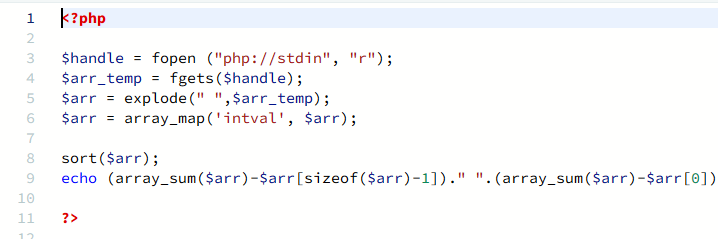 1 <?php
2
3 $handle = fopen ("php://stdin", "r");
4 $arr_temp = fgets($handle);
5 $arr = explode(" ",$arr_temp);
6 $arr = array_map('intval', $arr);
7
8 sort($arr);
9 echo (array_sum($arr)-$arr[sizeof($arr)-1])." ".(array_sum($arr)-$arr[0])
10
11 ?>
12